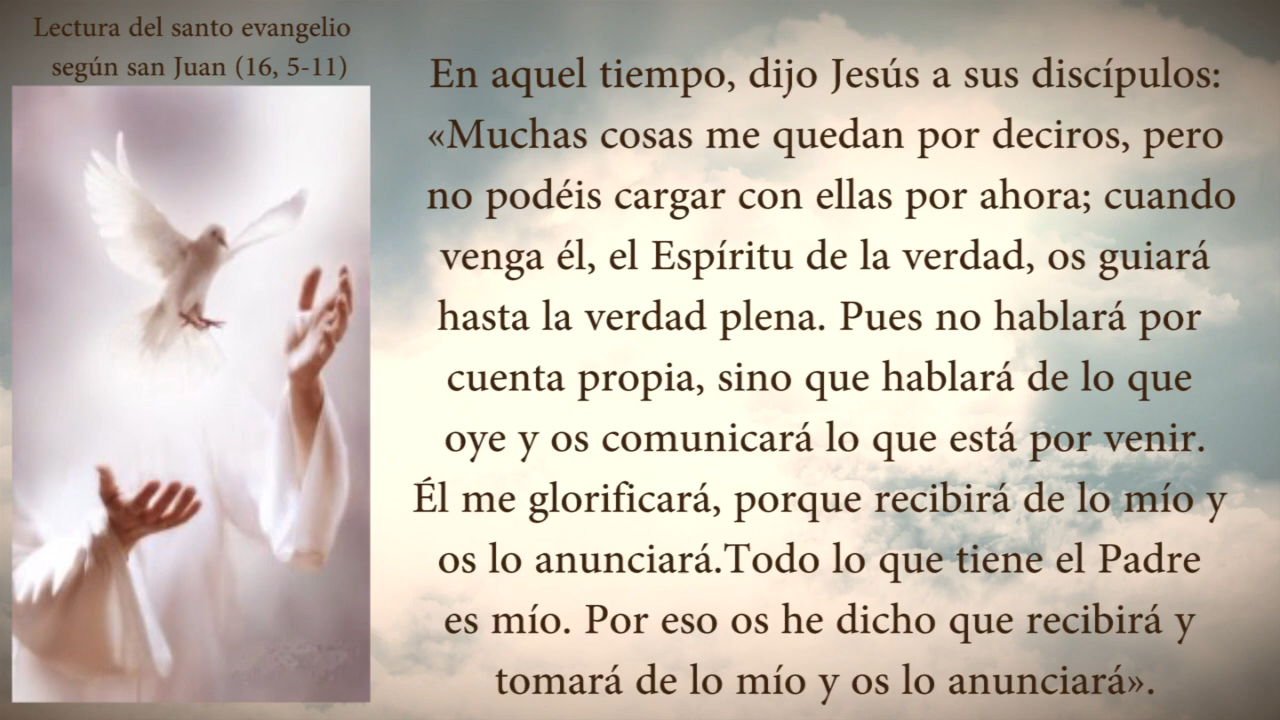 Lectura del santo evangelio
según san Juan (16, 5-11)
En aquel tiempo, dijo Jesús a sus discípulos:
«Muchas cosas me quedan por deciros, pero
no podéis cargar con ellas por ahora; cuando
venga él, el Espíritu de la verdad, os guiará
hasta la verdad plena. Pues no hablará por
cuenta propia, sino que hablará de lo que
oye y os comunicará lo que está por venir.
Él me glorificará, porque recibirá de lo mío y
os lo anunciará.Todo lo que tiene el Padre
es mío. Por eso os he dicho que recibirá y
tomará de lo mío y os lo anunciará».